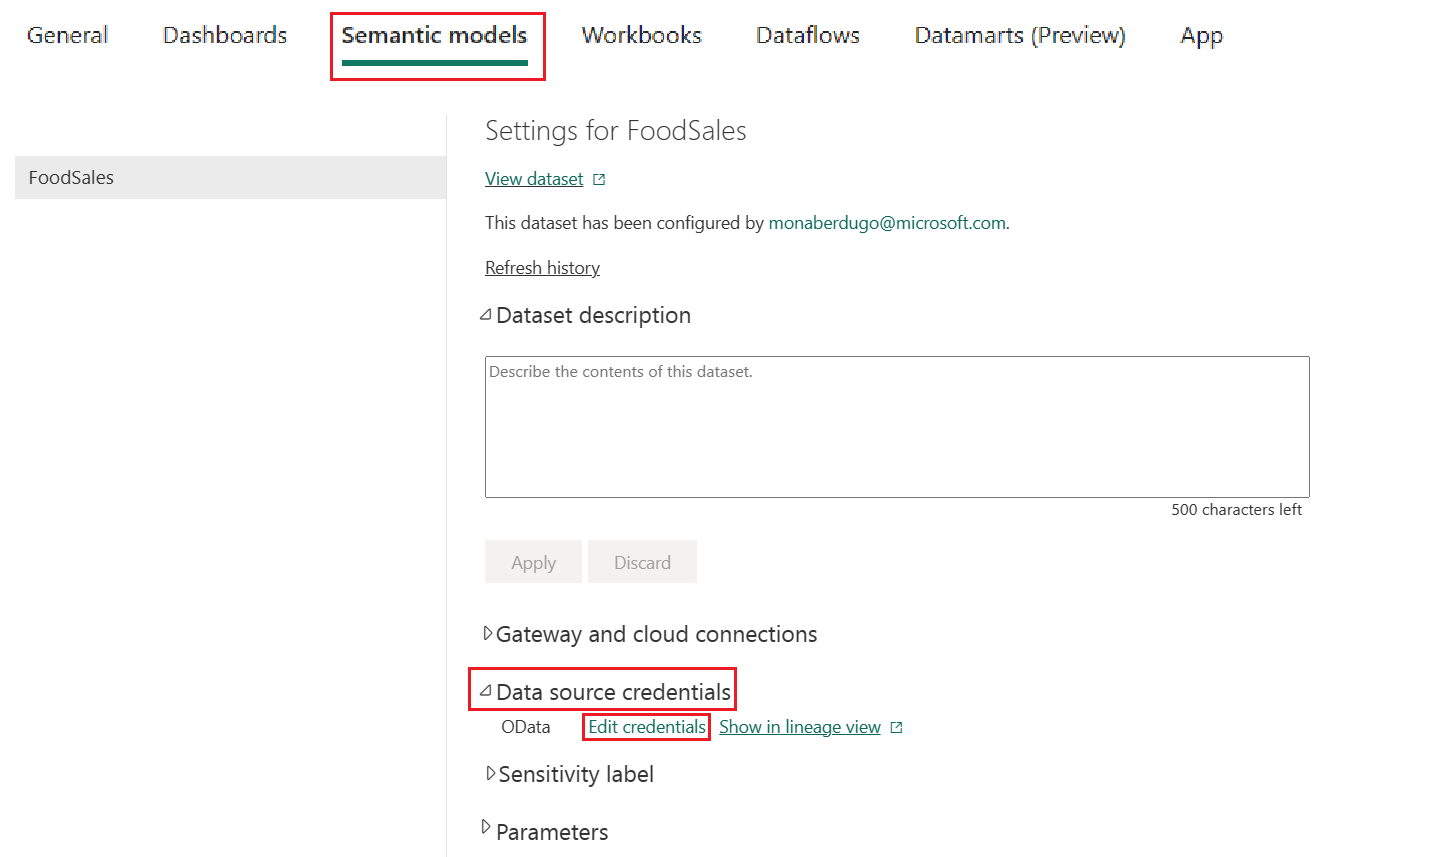 General Dashboards Semantic models Workbooks Dataflows Datamarts (Preview) App
FoodSales
Settings for FoodSales
View dataset
This dataset has been configured by monaberdugo@microsoft.com.
Refresh history
Dataset description
Describe the contents of this dataset.
500 characters left
Apply Discard
Gateway and cloud connections
Data source credentials
OData Edit credentials Show in lineage view
Sensitivity label
Parameters